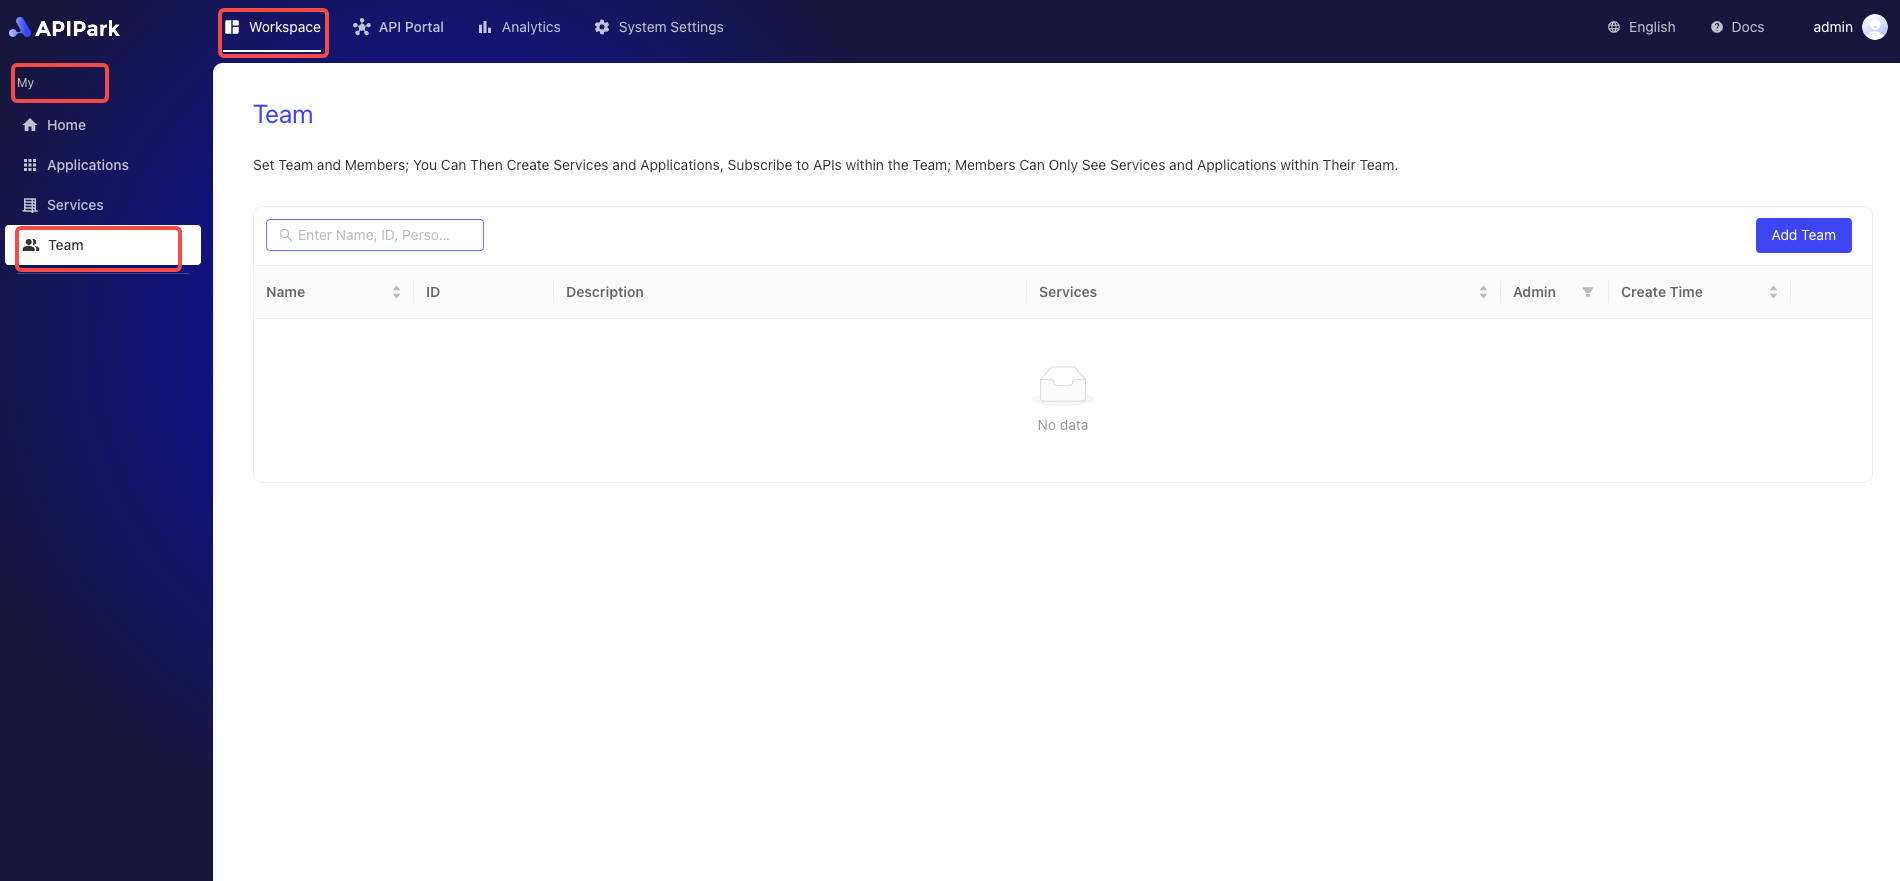 APIPark
Workspace
API Portal
Analytics
System Settings
English
Docs
admin
My
Home
Applications
Services
Team
Team
Set Team and Members; You Can Then Create Services and Applications, Subscribe to APIs within the Team; Members Can Only See Services and Applications within Their Team.
Enter Name, ID, Perso...
Add Team
Name
ID
Description
Services
Admin
Create Time
No data